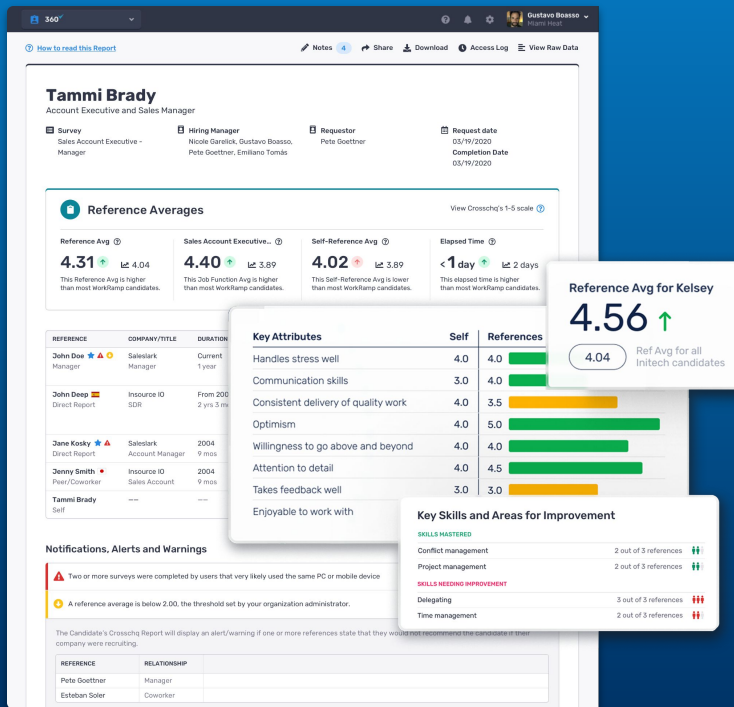 360
Gustavo Boasso
Miami Heat
How to read this Report
Notes 4 Share Download Access Log View Raw Data
Tammi Brady
Account Executive and Sales Manager
Survey
Sales Account Executive –
Manager
Hiring Manager
Nicole Garelick, Gustavo Boasso,
Pete Goettner, Emiliano Tomás
Requestor
Pete Goettner
Request date
03/19/2020
Completion Date
03/19/2020
Reference Averages
View Crosschq's 1-5 scale
Reference Avg
4.31 4.04
This Reference Avg is higher
than most WorkRamp candidates.
Sales Account Executive...
4.40 3.89
This Job Function Avg is higher
than most WorkRamp candidates.
Self-Reference Avg
4.02 3.89
This Self-Reference Avg is lower
than most WorkRamp candidates.
Elapsed Time
< 1 day 2 days
This elapsed time is higher
than most WorkRamp candidates.
Reference Avg for Kelsey
4.56
4.04
Ref Avg for all
Initech candidates
REFERENCE COMPANY/TITLE DURATION
John Doe Saleslark Current
Manager Manager 1 year
John Deep Insource IO From 200
Direct Report SDR 2 yrs 3 m
Jane Kosky Saleslark 2004
Direct Report Account Manager 9 mos
Jenny Smith Insource IO 2004
Peer/Coworker Sales Account 9 mos
Tammi Brady –– ––
Self
Key Attributes Self References
Handles stress well 4.0 4.0
Communication skills 3.0 4.0
Consistent delivery of quality work 4.0 3.5
Optimism 4.0 5.0
Willingness to go above and beyond 4.0 4.0
Attention to detail 4.0 4.5
Takes feedback well 3.0 3.0
Enjoyable to work with
Key Skills and Areas for Improvement
SKILLS MASTERED
Conflict management 2 out of 3 references
Project management 2 out of 3 references
SKILLS NEEDING IMPROVEMENT
Delegating 3 out of 3 references
Time management 2 out of 3 references
Notifications, Alerts and Warnings
Two or more surveys were completed by users that very likely used the same PC or mobile device
A reference average is below 2.00, the threshold set by your organization administrator.
The Candidate's Crosschq Report will display an alert/warning if one or more references state that they would not recommend the candidate if their
company were recruiting.
REFERENCE RELATIONSHIP
Pete Goettner Manager
Esteban Soler Coworker